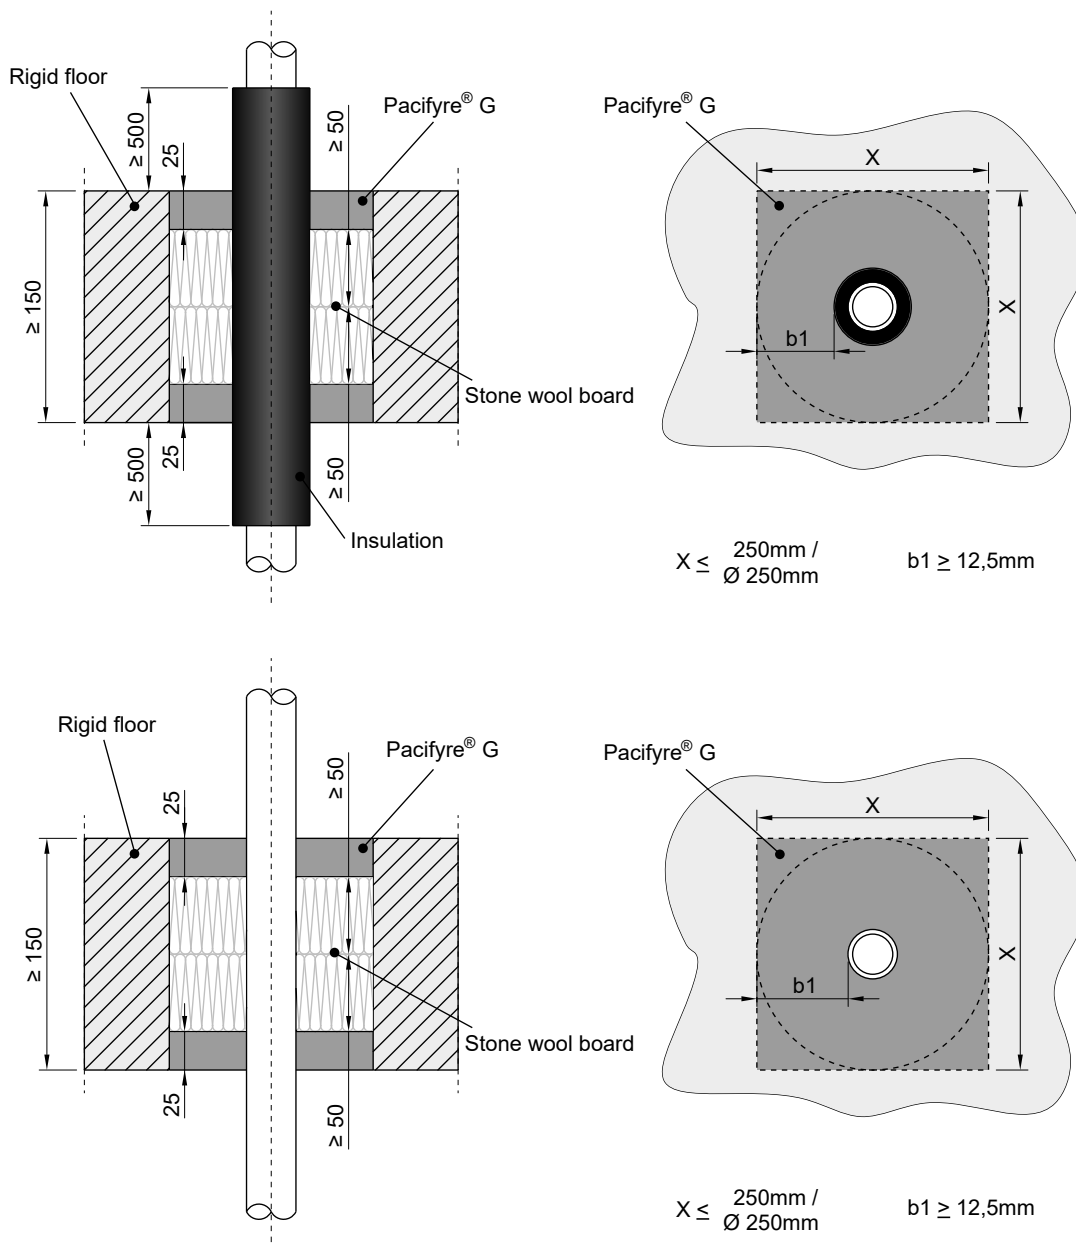 Rigid floor
≥ 500
25
≥ 150
≥ 50
Pacifyre® G
Stone wool board
25
≥ 500
≥ 50
Insulation
Pacifyre® G
X
X
b1
X ≤ 250mm /
Ø 250mm
b1 ≥ 12,5mm
Rigid floor
25
≥ 150
≥ 50
Pacifyre® G
Stone wool board
25
≥ 50
Pacifyre® G
X
X
b1
X ≤ 250mm /
Ø 250mm
b1 ≥ 12,5mm